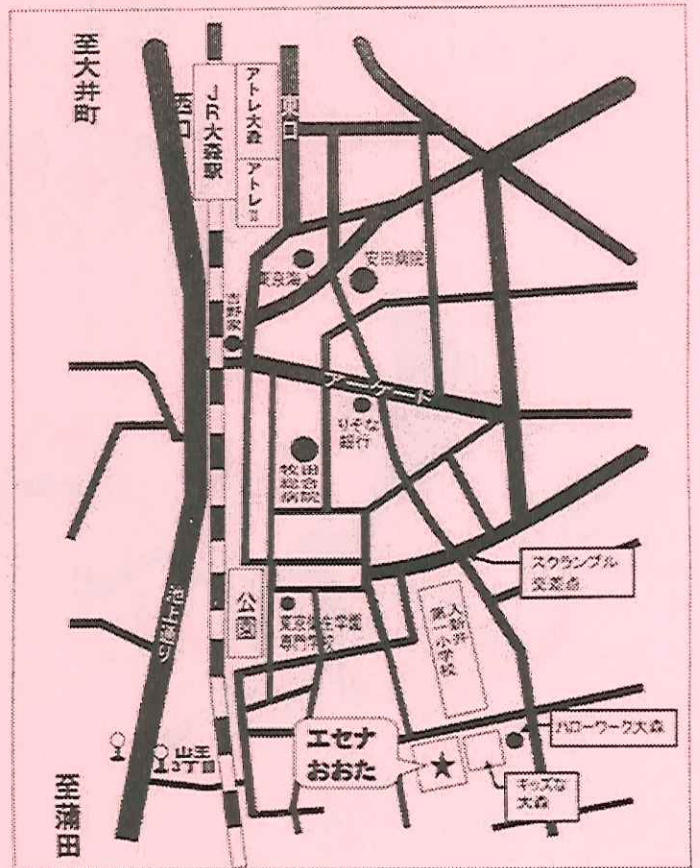 至大井町
西口
JR大森駅
アトレ大森
アトレ
東口
東京海上
安田病院
アーケード
りそな
銀行
牧田
総合
病院
スクランブル
交差点
公園
東京衛生学園
専門学校
入新井
第一
小学校
池上通り
ハローワーク大森
エセナ
おおた
キッズな
大森
山王
3丁目
至蒲田